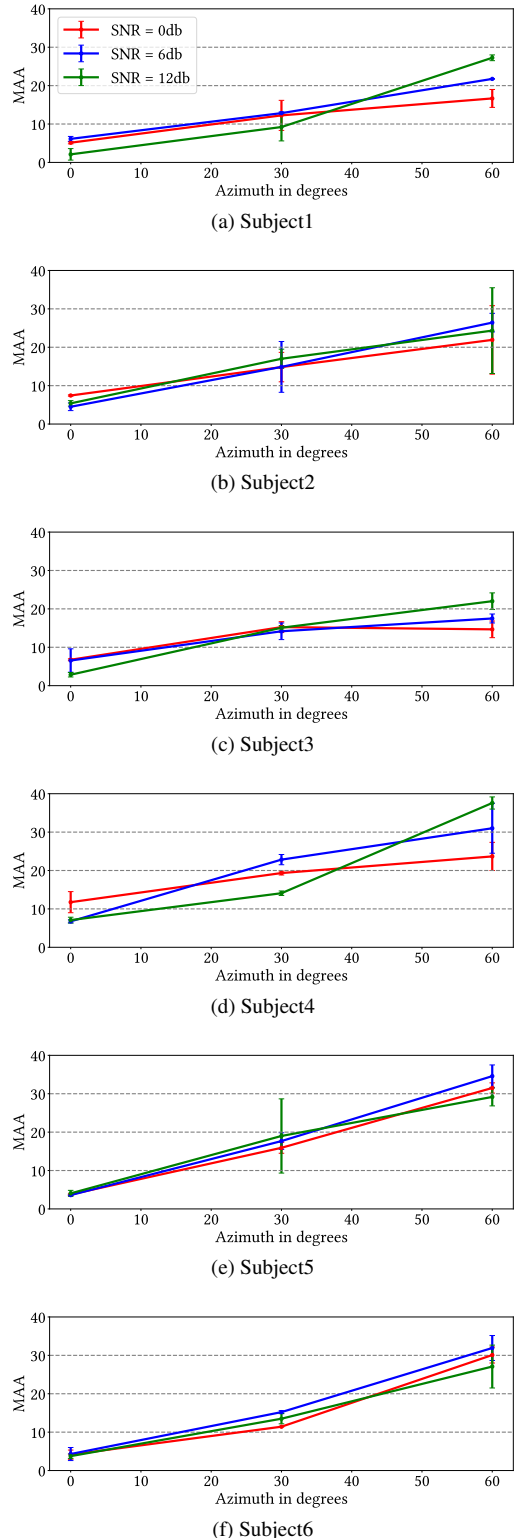 40
30
20
10
0
MAA
SNR = 0db
SNR = 6db
SNR = 12db
0 10 20 30 40 50 60
Azimuth in degrees
(a) Subject1
40
30
20
10
0
MAA
0 10 20 30 40 50 60
Azimuth in degrees
(b) Subject2
40
30
20
10
0
MAA
0 10 20 30 40 50 60
Azimuth in degrees
(c) Subject3
40
30
20
10
0
MAA
0 10 20 30 40 50 60
Azimuth in degrees
(d) Subject4
40
30
20
10
0
MAA
0 10 20 30 40 50 60
Azimuth in degrees
(e) Subject5
40
30
20
10
0
MAA
0 10 20 30 40 50 60
Azimuth in degrees
(f) Subject6